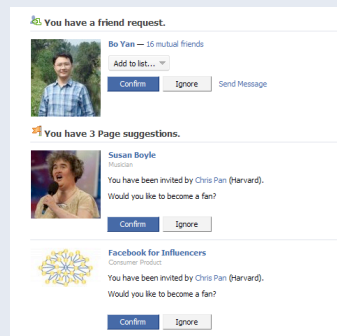 You have a friend request.
Bo Yan — 16 mutual friends
Add to list...
Confirm Ignore Send Message
You have 3 Page suggestions.
Susan Boyle
Musician
You have been invited by Chris Pan (Harvard).
Would you like to become a fan?
Confirm Ignore
Facebook for Influencers
Consumer Product
You have been invited by Chris Pan (Harvard).
Would you like to become a fan?
Confirm Ignore